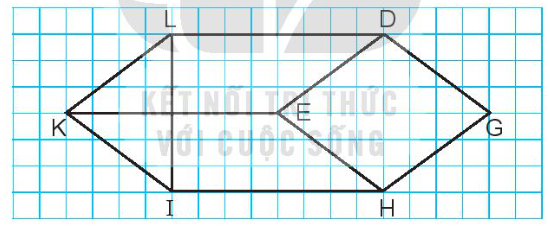 L D
KẾT NỐI TRI THỨC
K E G
VỚI CUỘC SỐNG
I H